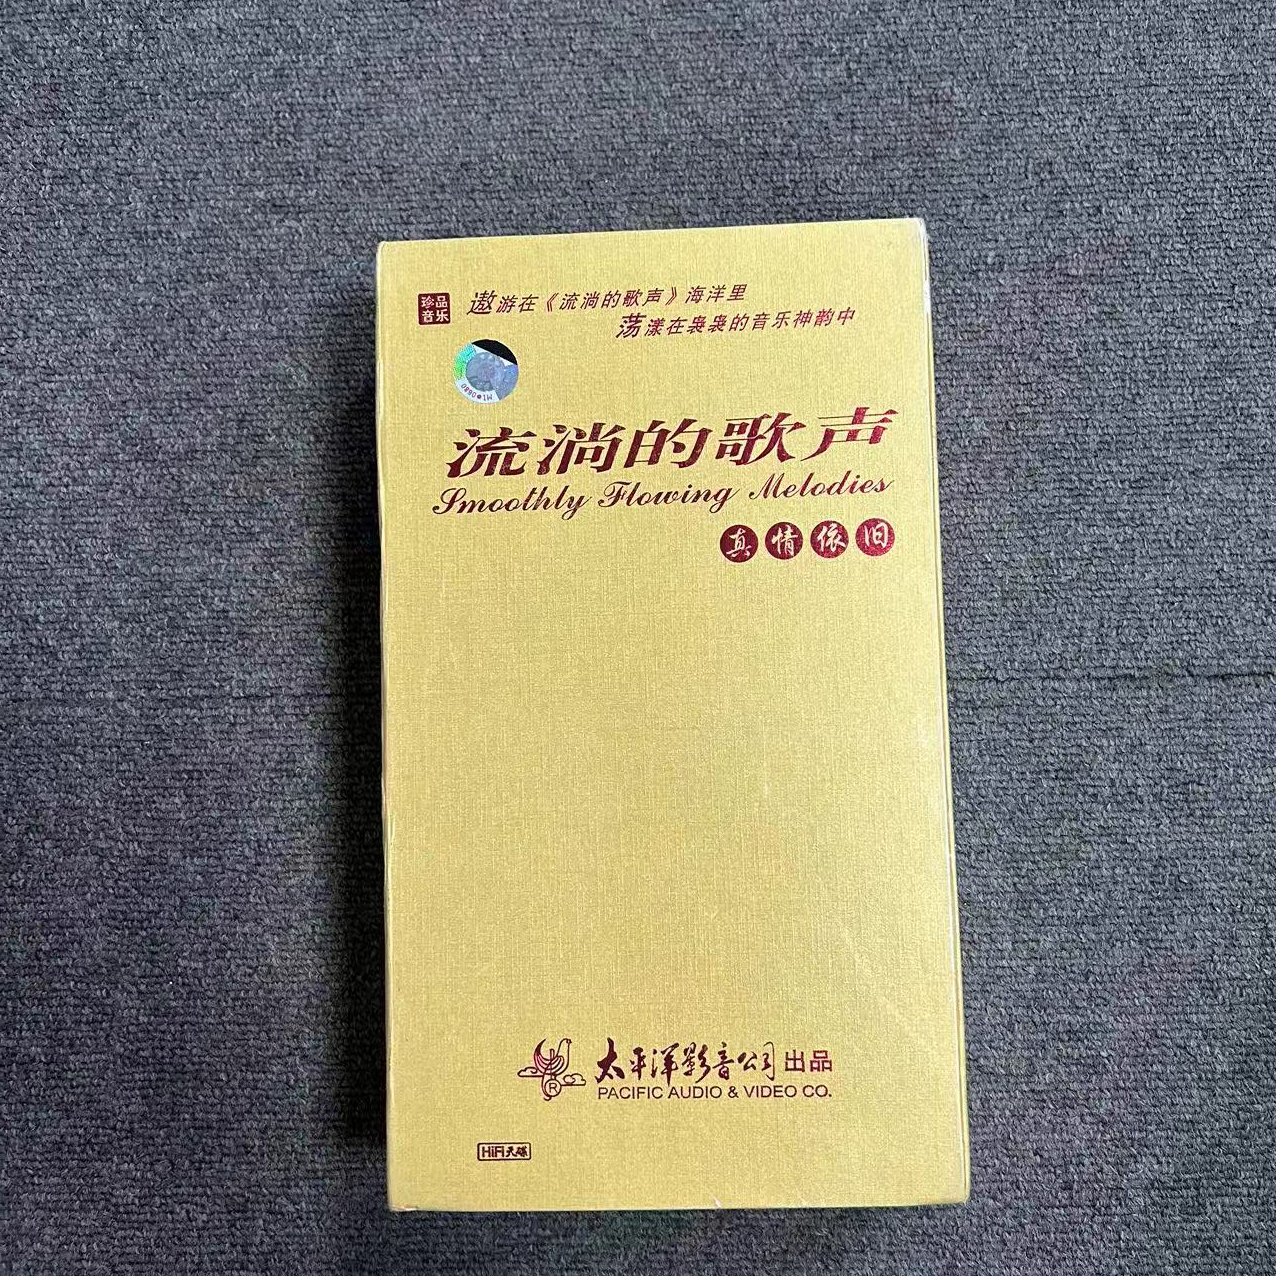 珍品
音乐
遨游在《流淌的歌声》海洋里
荡漾在袅袅的音乐神韵中
流淌的歌声
Smoothly Flowing Melodies
真情依旧
太平洋影音公司出品
PACIFIC AUDIO & VIDEO CO.
®
HiFi天碟